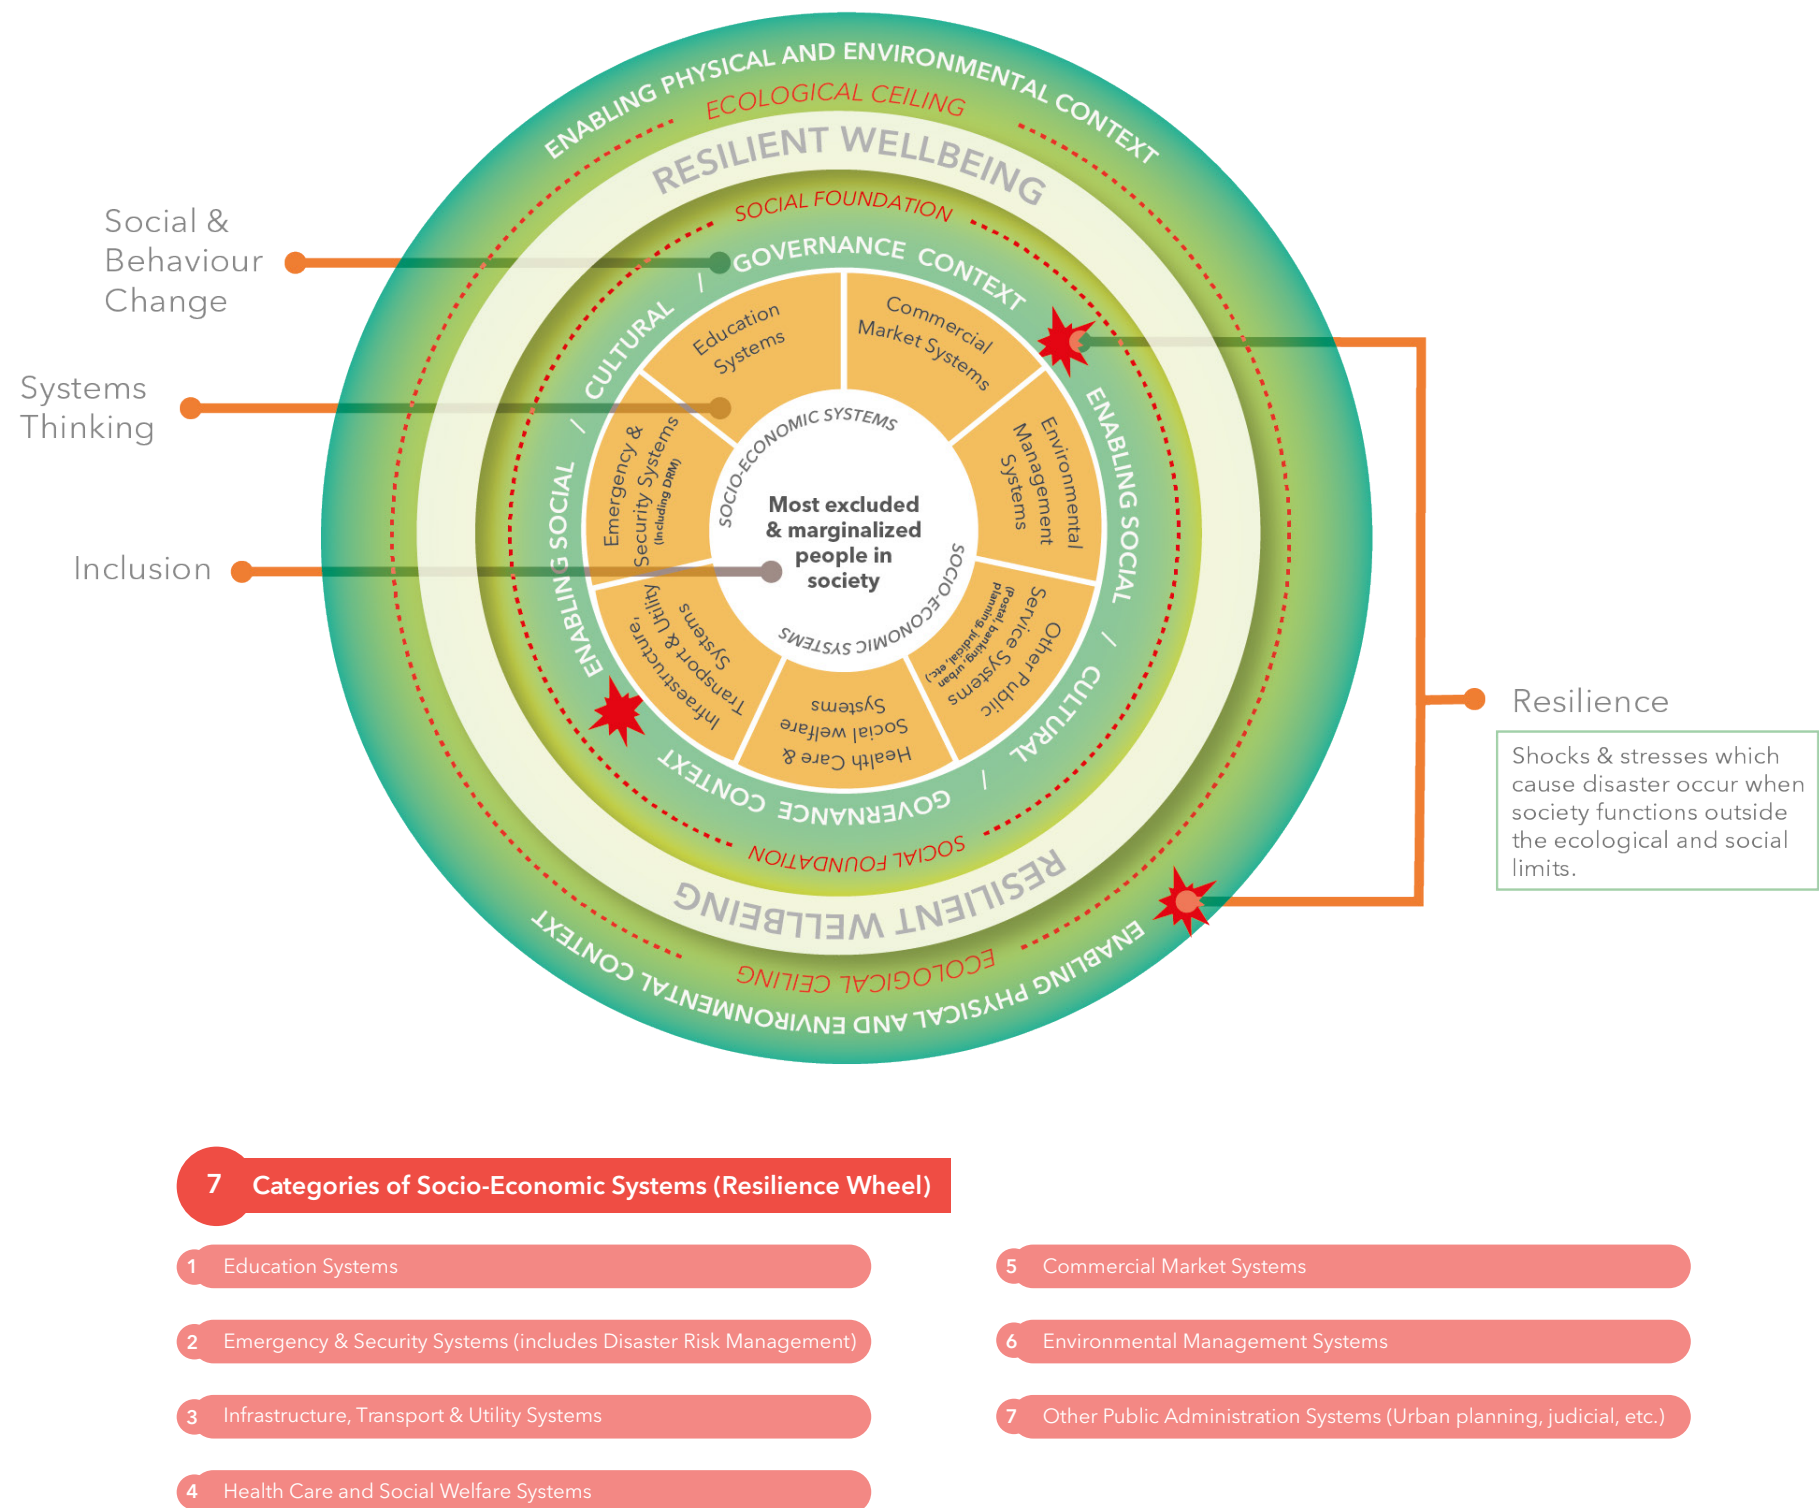 ENABLING PHYSICAL AND ENVIRONMENTAL CONTEXT
ECOLOGICAL CEILING
RESILIENT WELLBEING
SOCIAL FOUNDATION
GOVERNANCE CONTEXT
/
CULTURAL
/
ENABLING SOCIAL
ENABLING SOCIAL
/
CULTURAL
/
GOVERNANCE CONTEXT
SOCIAL FOUNDATION
RESILIENT WELLBEING
ECOLOGICAL CEILING
ENABLING PHYSICAL AND ENVIRONMENTAL CONTEXT
Social &
Behaviour
Change
Systems
Thinking
Inclusion
Education
Systems
Commercial
Market Systems
Environmental
Management
Systems
Other Public
Service Systems
(Postal, banking, urban
planning, judicial, etc.)
Health Care &
Social welfare
Systems
Infraestructure,
Transport & Utility
Systems
Emergency &
Security Systems
(Including DRM)
SOCIO-ECONOMIC SYSTEMS
Most excluded
& marginalized
people in
society
SOCIO-ECONOMIC SYSTEMS
Resilience
Shocks & stresses which
cause disaster occur when
society functions outside
the ecological and social
limits.
7 Categories of Socio-Economic Systems (Resilience Wheel)
1 Education Systems
2 Emergency & Security Systems (includes Disaster Risk Management)
3 Infrastructure, Transport & Utility Systems
4 Health Care and Social Welfare Systems
5 Commercial Market Systems
6 Environmental Management Systems
7 Other Public Administration Systems (Urban planning, judicial, etc.)